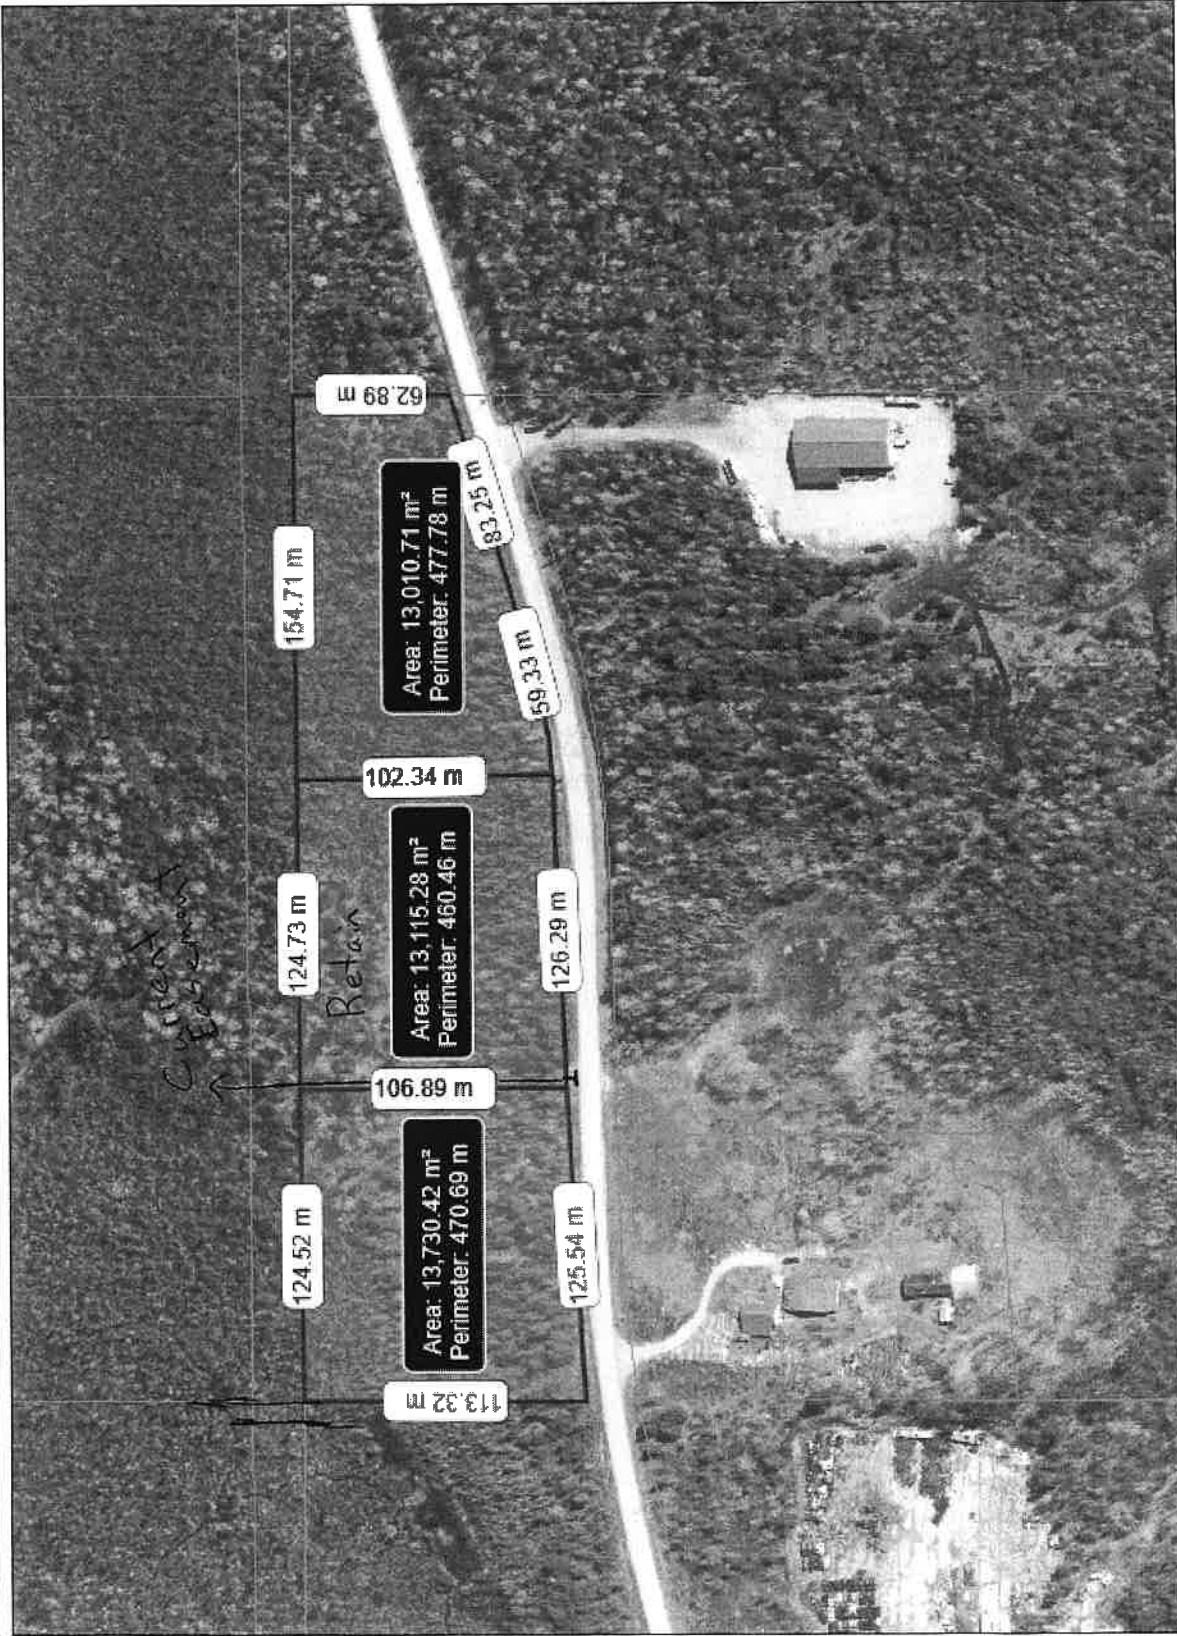 62.89 m
154.71 m
Area: 13,010.71 m²
Perimeter: 477.78 m
83.25 m
59.33 m
102.34 m
Current
Easement
124.73 m
Retain
Area: 13,115.28 m²
Perimeter: 460.46 m
126.29 m
106.89 m
124.52 m
Area: 13,730.42 m²
Perimeter: 470.69 m
125.54 m
113.32 m